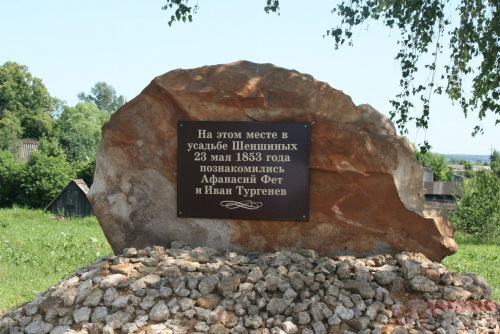 На этом месте в
усадьбе Шеншиных
23 мая 1853 года
познакомились
Афанасий Фет
и Иван Тургенев